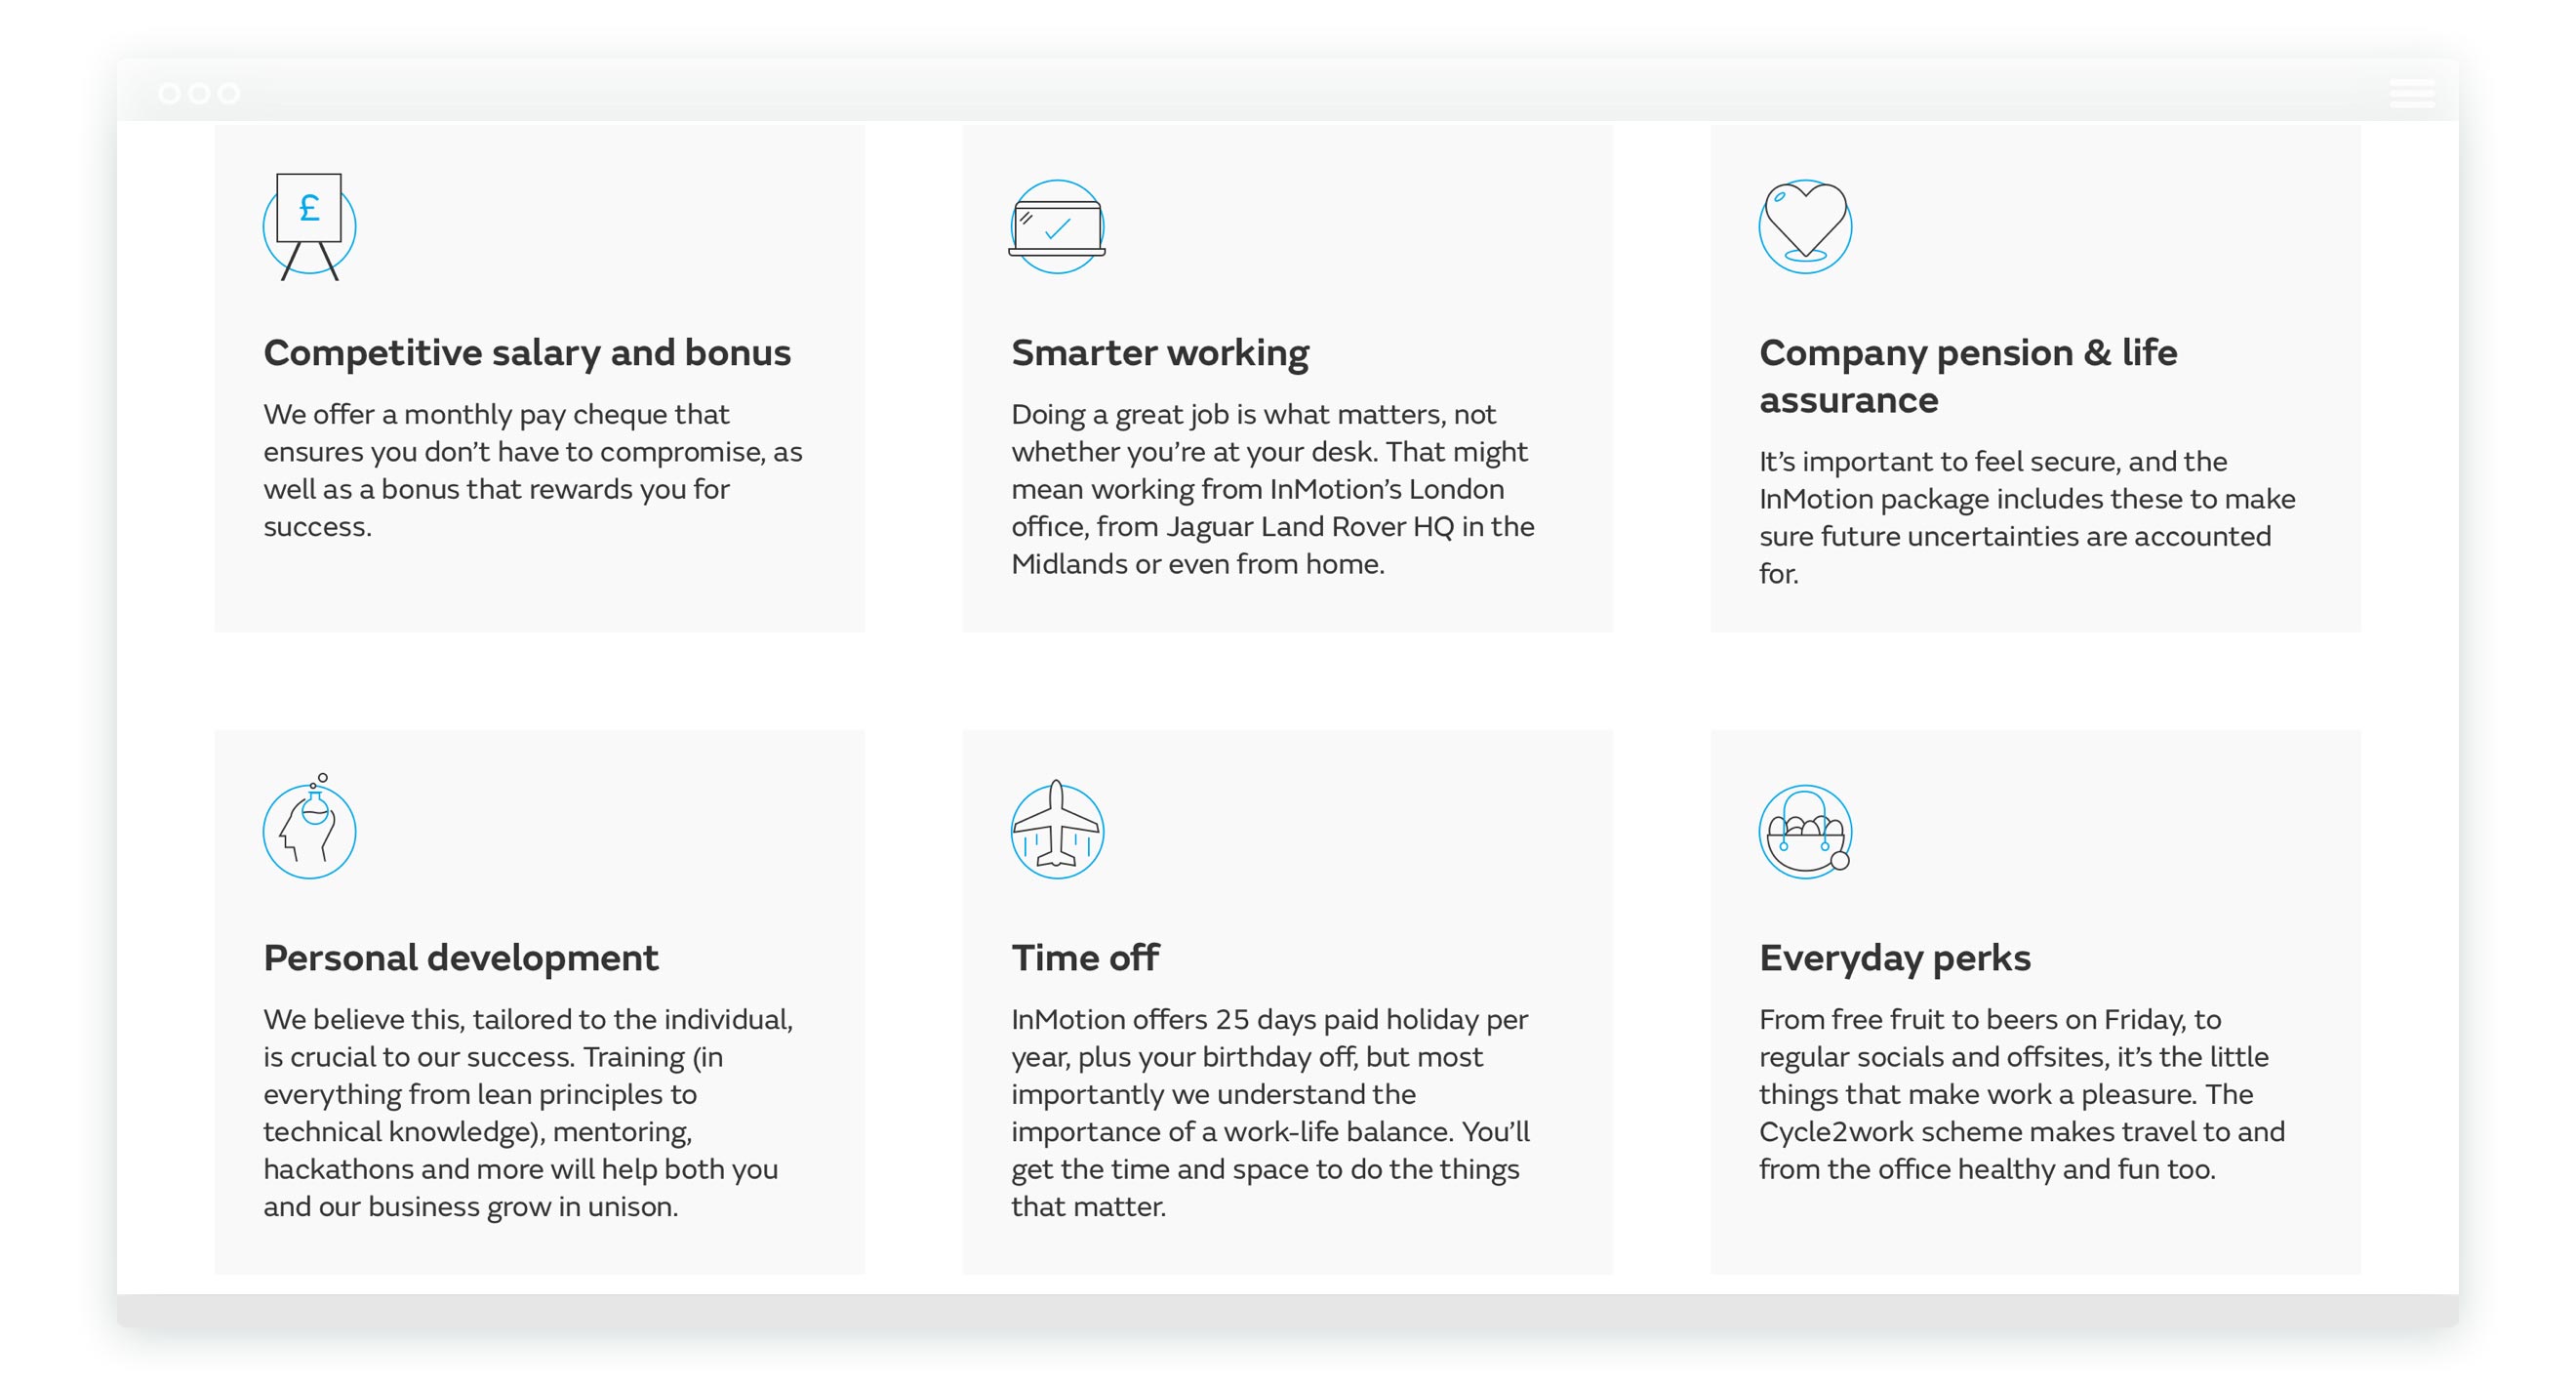 £
Competitive salary and bonus
We offer a monthly pay cheque that
ensures you don’t have to compromise, as
well as a bonus that rewards you for
success.
Smarter working
Doing a great job is what matters, not
whether you’re at your desk. That might
mean working from InMotion’s London
office, from Jaguar Land Rover HQ in the
Midlands or even from home.
Company pension & life
assurance
It’s important to feel secure, and the
InMotion package includes these to make
sure future uncertainties are accounted
for.
Personal development
We believe this, tailored to the individual,
is crucial to our success. Training (in
everything from lean principles to
technical knowledge), mentoring,
hackathons and more will help both you
and our business grow in unison.
Time off
InMotion offers 25 days paid holiday per
year, plus your birthday off, but most
importantly we understand the
importance of a work-life balance. You’ll
get the time and space to do the things
that matter.
Everyday perks
From free fruit to beers on Friday, to
regular socials and offsites, it’s the little
things that make work a pleasure. The
Cycle2work scheme makes travel to and
from the office healthy and fun too.